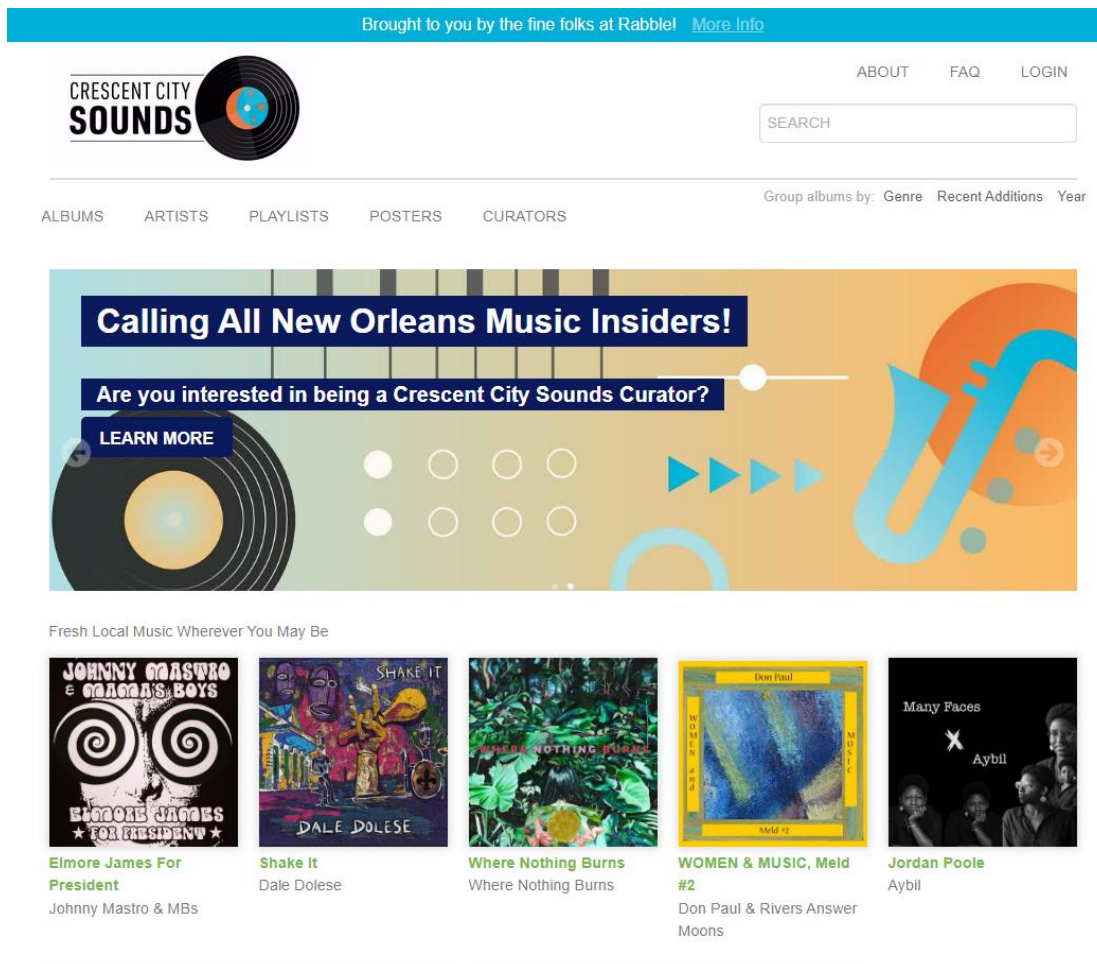 Brought to you by the fine folks at Rabble! More Info
CRESCENT CITY
SOUNDS
ABOUT FAQ LOGIN
SEARCH
Group albums by: Genre Recent Additions Year
ALBUMS ARTISTS PLAYLISTS POSTERS CURATORS
Calling All New Orleans Music Insiders!
Are you interested in being a Crescent City Sounds Curator?
LEARN MORE
Fresh Local Music Wherever You May Be
JOHNNY MASTRO
& MAMA'S BOYS
ELMORE JAMES
★ FOR PRESIDENT ★
SHAKE IT
DALE DOLESE
WHERE NOTHING BURNS
Don Paul
WOMEN and
MUSIC
Meld #2
Many Faces
X
Aybil
Elmore James For
President
Johnny Mastro & MBs
Shake It
Dale Dolese
Where Nothing Burns
Where Nothing Burns
WOMEN & MUSIC, Meld
#2
Don Paul & Rivers Answer
Moons
Jordan Poole
Aybil